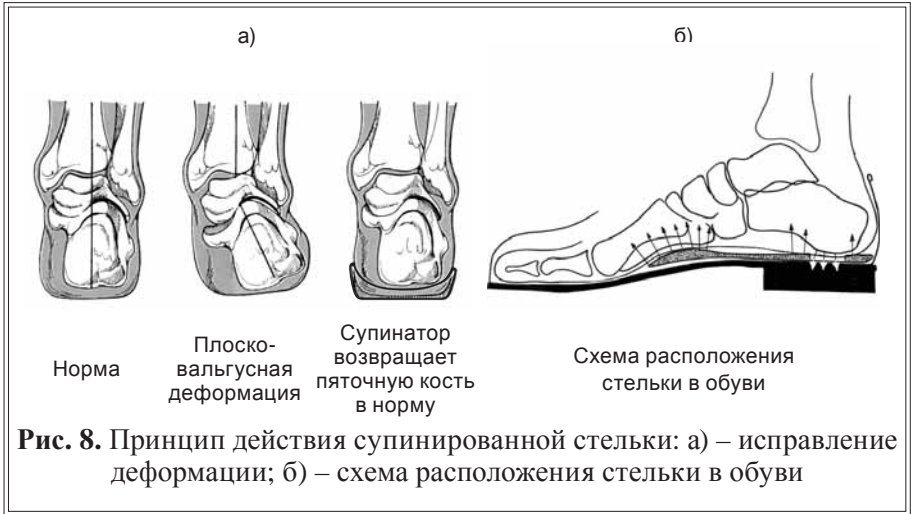 а)
б)
Норма
Плоско-
вальгусная
деформация
Супинатор
возвращает
пяточную кость
в норму
Схема расположения
стельки в обуви
Рис. 8. Принцип действия супинированной стельки: а) – исправление
деформации; б) – схема расположения стельки в обуви